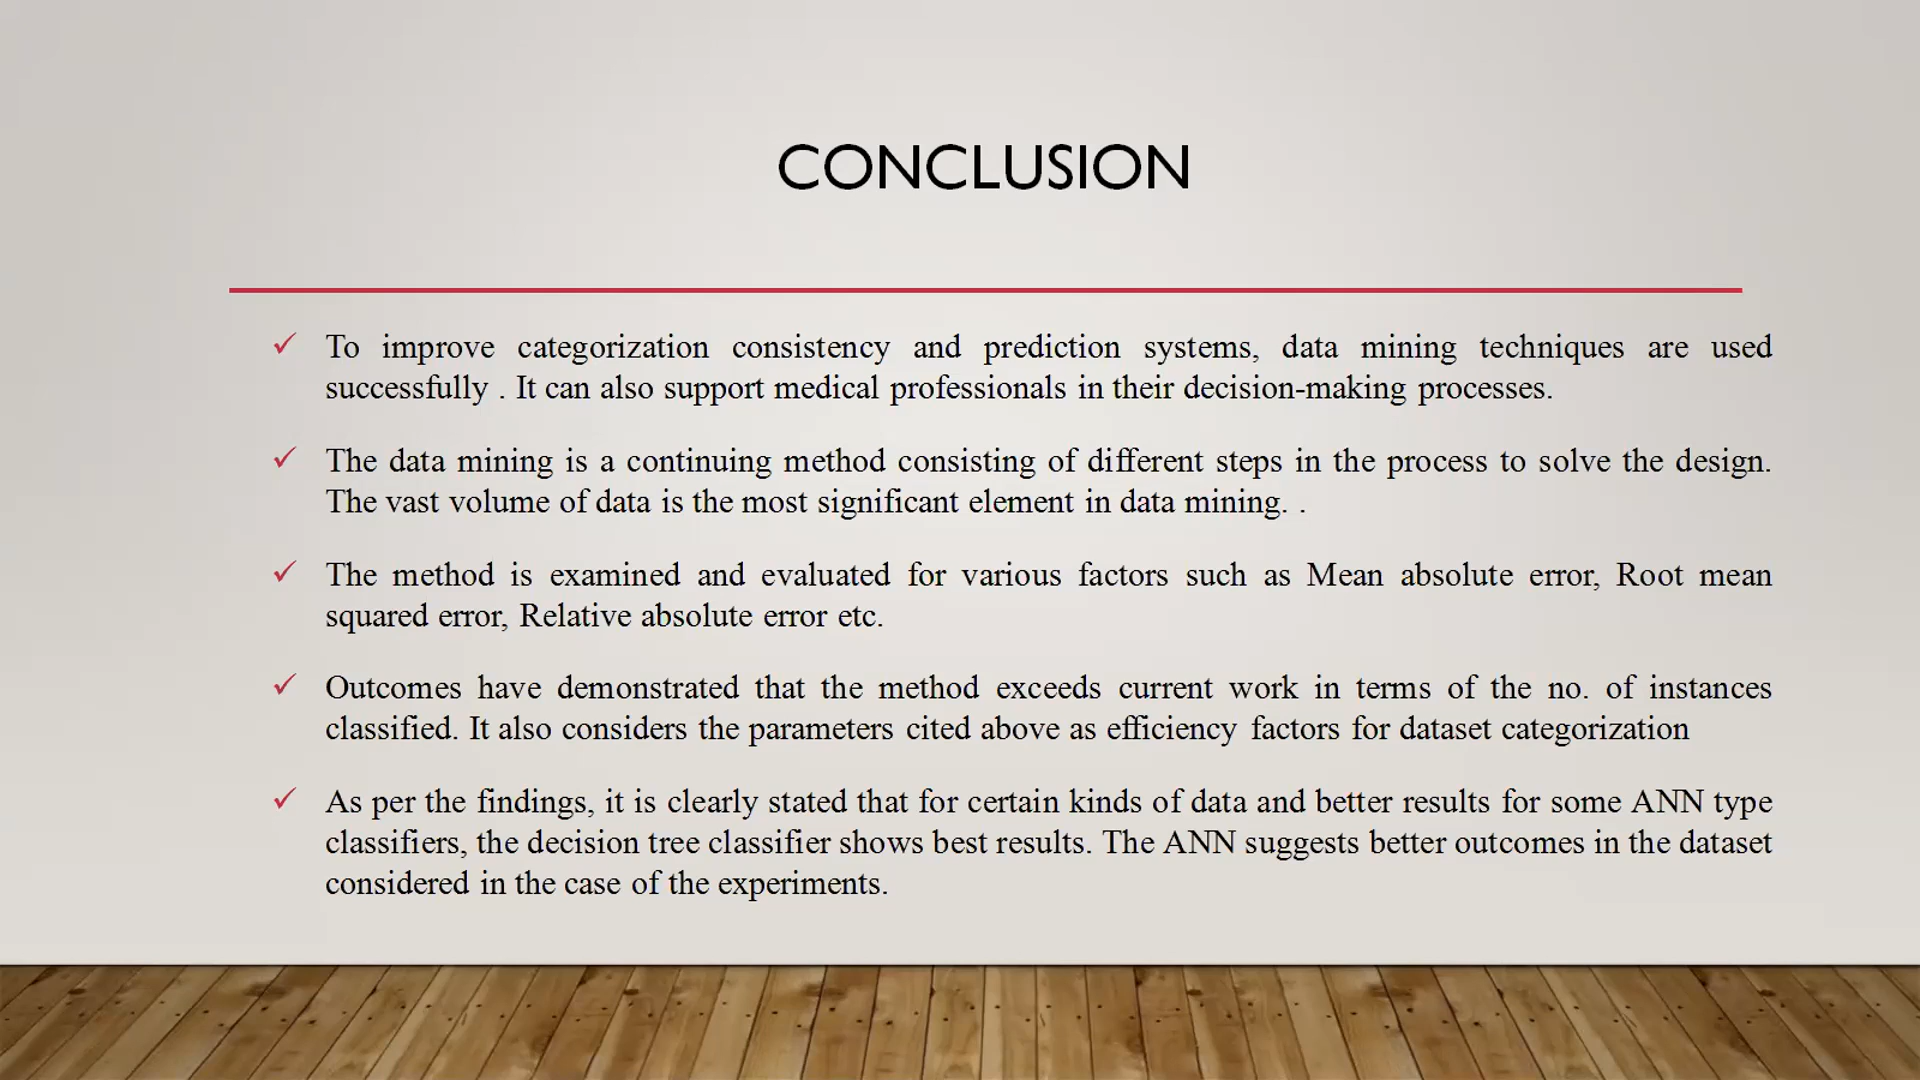 CONCLUSION
✓ To improve categorization consistency and prediction systems, data mining techniques are used
successfully . It can also support medical professionals in their decision-making processes.
✓ The data mining is a continuing method consisting of different steps in the process to solve the design.
The vast volume of data is the most significant element in data mining. .
✓ The method is examined and evaluated for various factors such as Mean absolute error, Root mean
squared error, Relative absolute error etc.
✓ Outcomes have demonstrated that the method exceeds current work in terms of the no. of instances
classified. It also considers the parameters cited above as efficiency factors for dataset categorization
✓ As per the findings, it is clearly stated that for certain kinds of data and better results for some ANN type
classifiers, the decision tree classifier shows best results. The ANN suggests better outcomes in the dataset
considered in the case of the experiments.